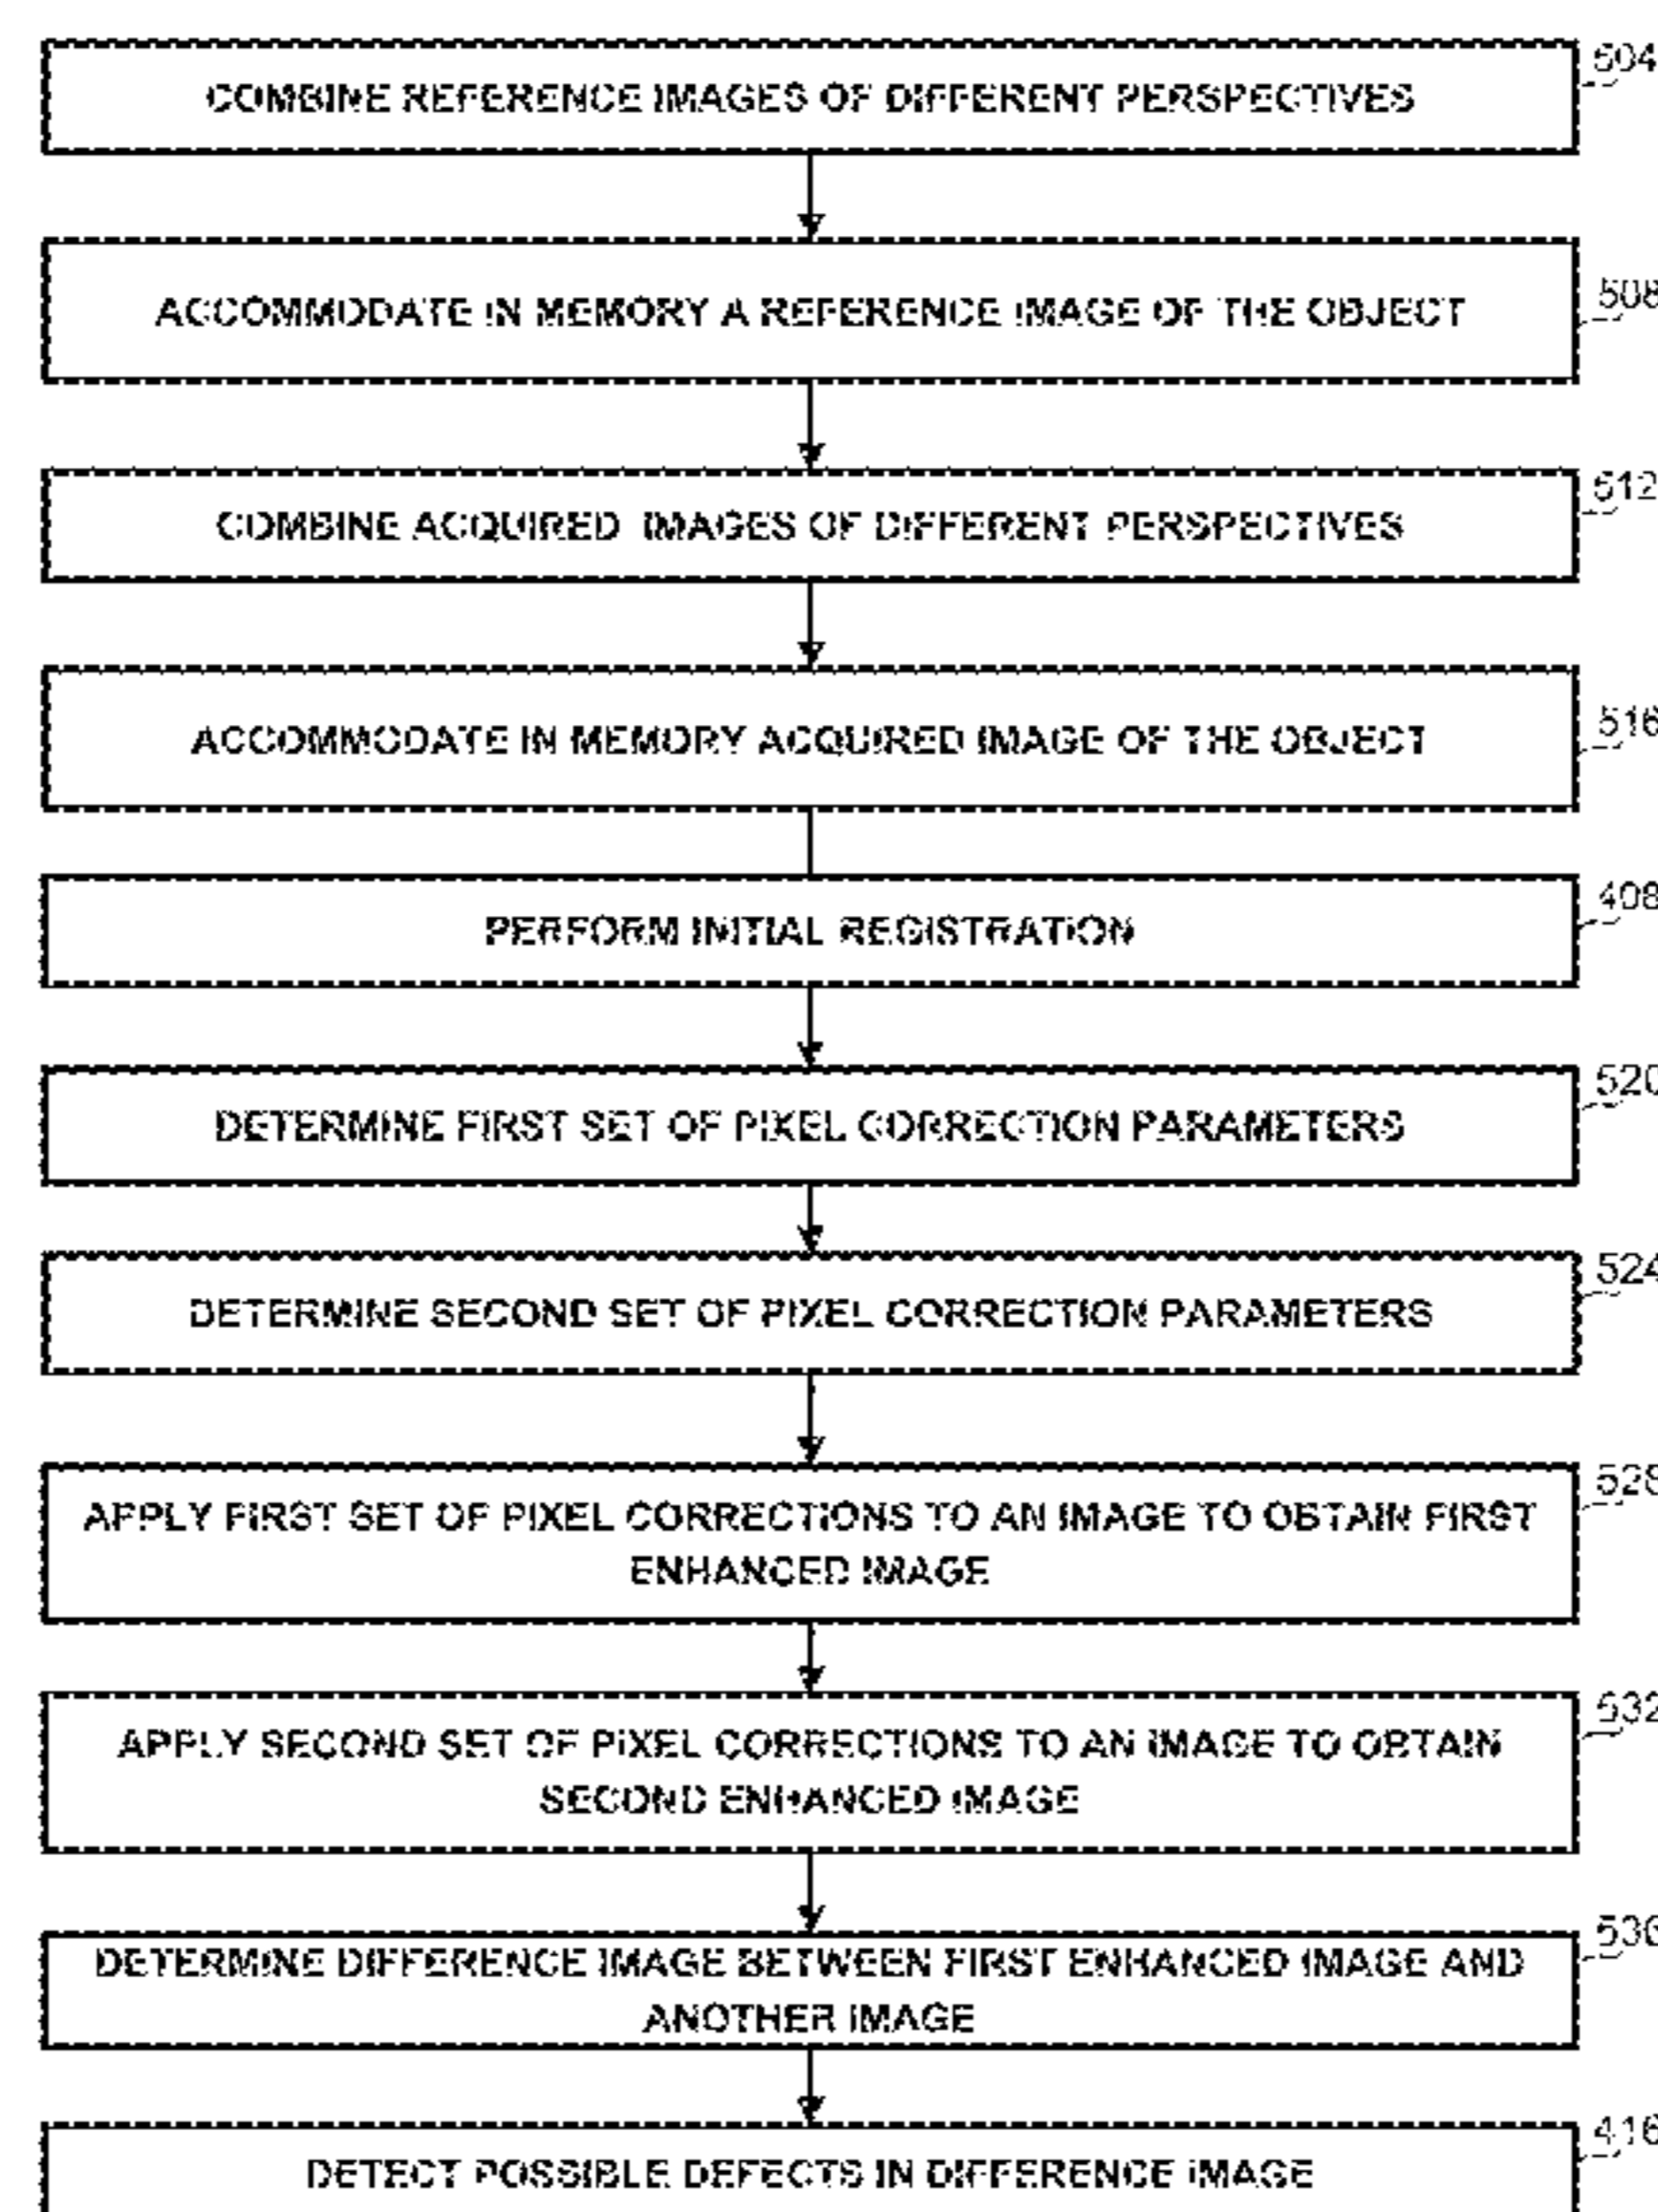 504
COMBINE REFERENCE IMAGES OF DIFFERENT PERSPECTIVES
508
ACCOMMODATE IN MEMORY A REFERENCE IMAGE OF THE OBJECT
512
COMBINE ACQUIRED IMAGES OF DIFFERENT PERSPECTIVES
516
ACCOMMODATE IN MEMORY ACQUIRED IMAGE OF THE OBJECT
408
PERFORM INITIAL REGISTRATION
520
DETERMINE FIRST SET OF PIXEL CORRECTION PARAMETERS
524
DETERMINE SECOND SET OF PIXEL CORRECTION PARAMETERS
528
APPLY FIRST SET OF PIXEL CORRECTIONS TO AN IMAGE TO OBTAIN FIRST
ENHANCED IMAGE
532
APPLY SECOND SET OF PIXEL CORRECTIONS TO AN IMAGE TO OBTAIN
SECOND ENHANCED IMAGE
536
DETERMINE DIFFERENCE IMAGE BETWEEN FIRST ENHANCED IMAGE AND
ANOTHER IMAGE
416
DETECT POSSIBLE DEFECTS IN DIFFERENCE IMAGE